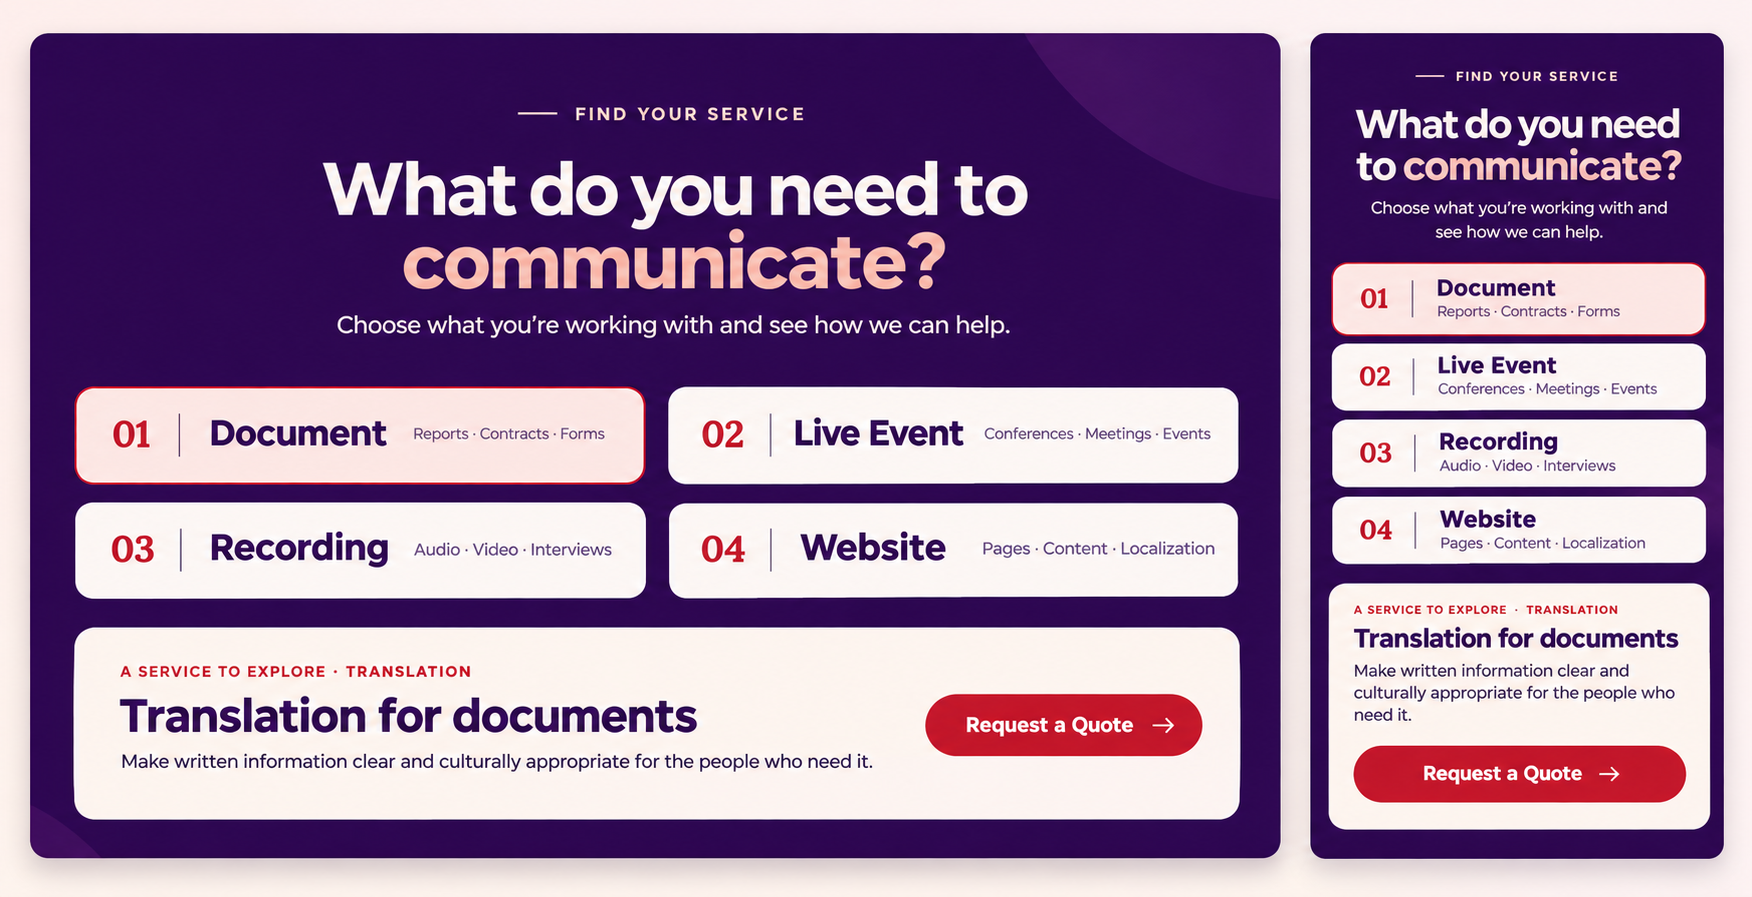 FIND YOUR SERVICE
What do you need to
communicate?
Choose what you're working with and see how we can help.
01 Document Reports · Contracts · Forms
02 Live Event Conferences · Meetings · Events
03 Recording Audio · Video · Interviews
04 Website Pages · Content · Localization
A SERVICE TO EXPLORE · TRANSLATION
Translation for documents
Make written information clear and culturally appropriate for the people who need it.
Request a Quote →
FIND YOUR SERVICE
What do you need
to communicate?
Choose what you're working with and
see how we can help.
01 Document
Reports · Contracts · Forms
02 Live Event
Conferences · Meetings · Events
03 Recording
Audio · Video · Interviews
04 Website
Pages · Content · Localization
A SERVICE TO EXPLORE · TRANSLATION
Translation for documents
Make written information clear and
culturally appropriate for the people who
need it.
Request a Quote →